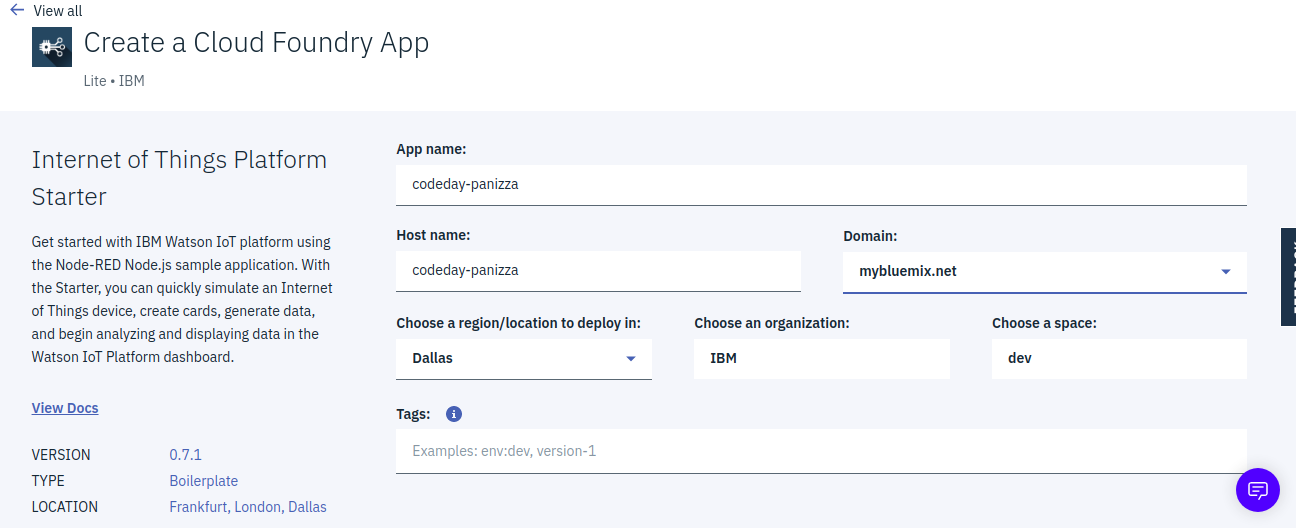 View all
Create a Cloud Foundry App
Lite • IBM
Internet of Things Platform
Starter
Get started with IBM Watson IoT platform using
the Node-RED Node.js sample application. With
the Starter, you can quickly simulate an Internet
of Things device, create cards, generate data,
and begin analyzing and displaying data in the
Watson IoT Platform dashboard.
View Docs
VERSION 0.7.1
TYPE Boilerplate
LOCATION Frankfurt, London, Dallas
App name:
codeday-panizza
Host name:
codeday-panizza
Domain:
mybluemix.net
Choose a region/location to deploy in:
Dallas
Choose an organization:
IBM
Choose a space:
dev
Tags:
Examples: env:dev, version-1